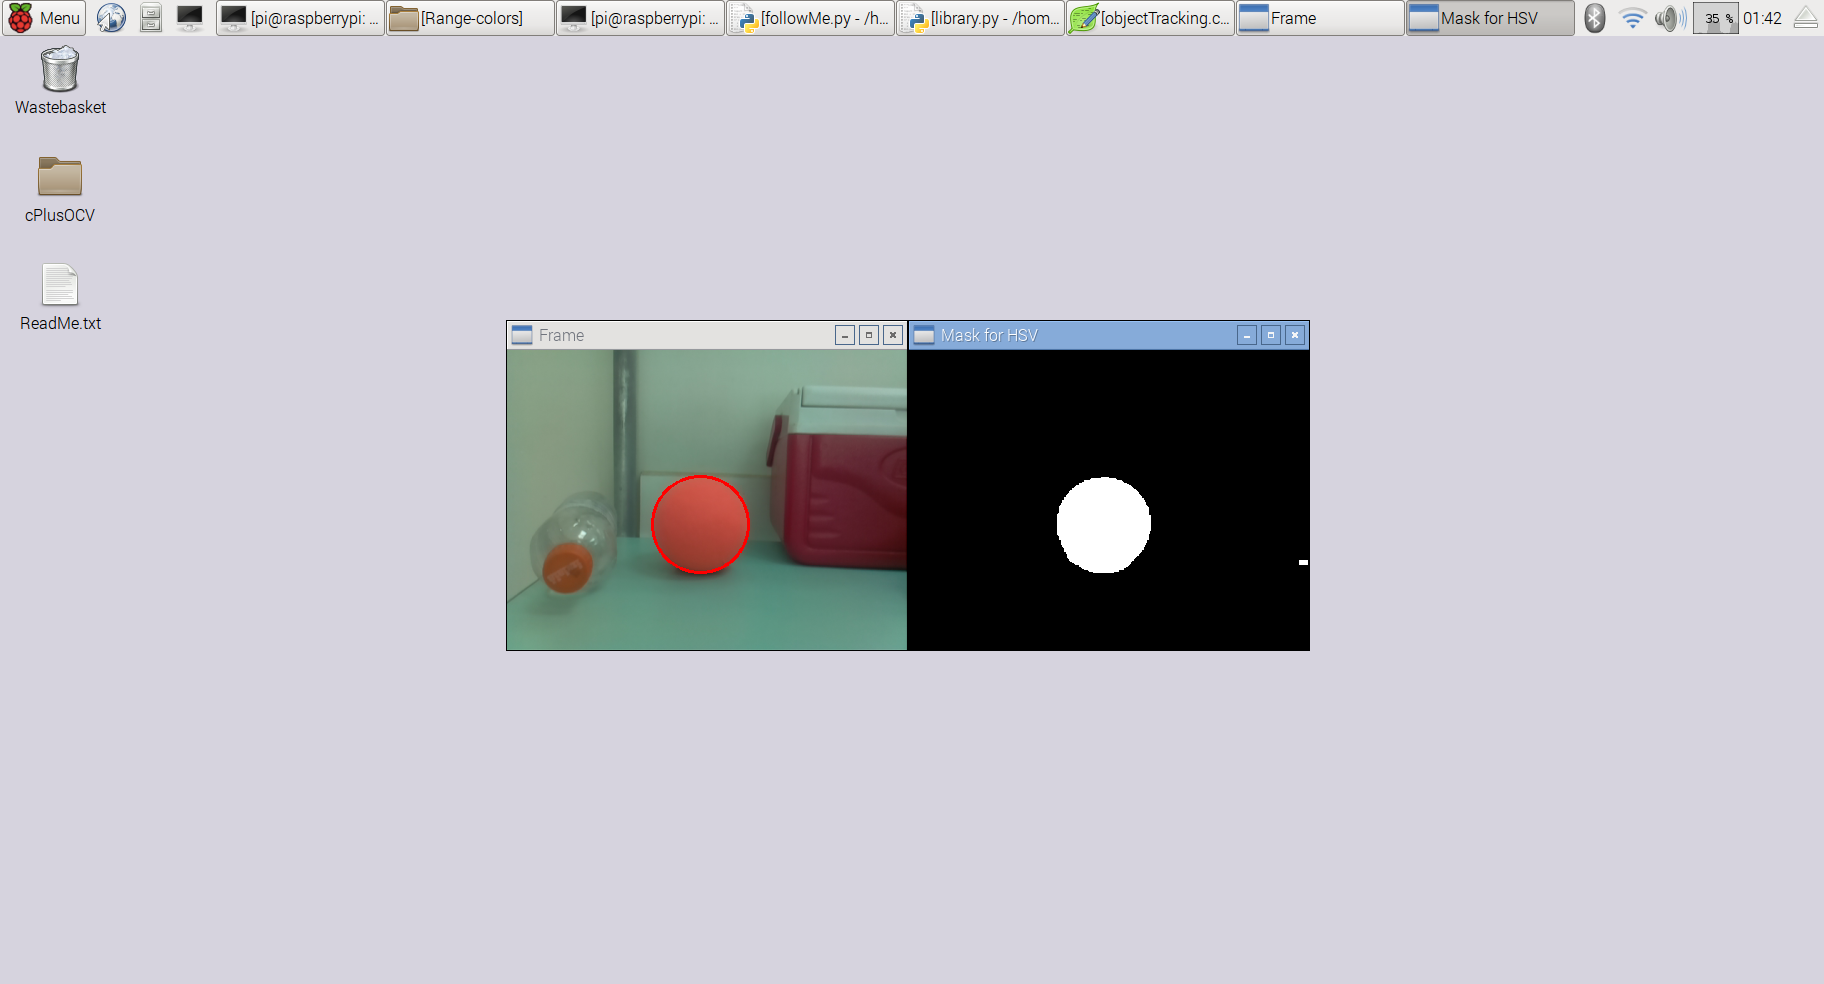 Menu
[pi@raspberrypi: ...
[Range-colors]
[pi@raspberrypi: ...
[followMe.py - /h...
[library.py - /hom...
[objectTracking.c...
Frame
Mask for HSV
35 %
01:42
Wastebasket
cPlusOCV
ReadMe.txt
Frame
Mask for HSV